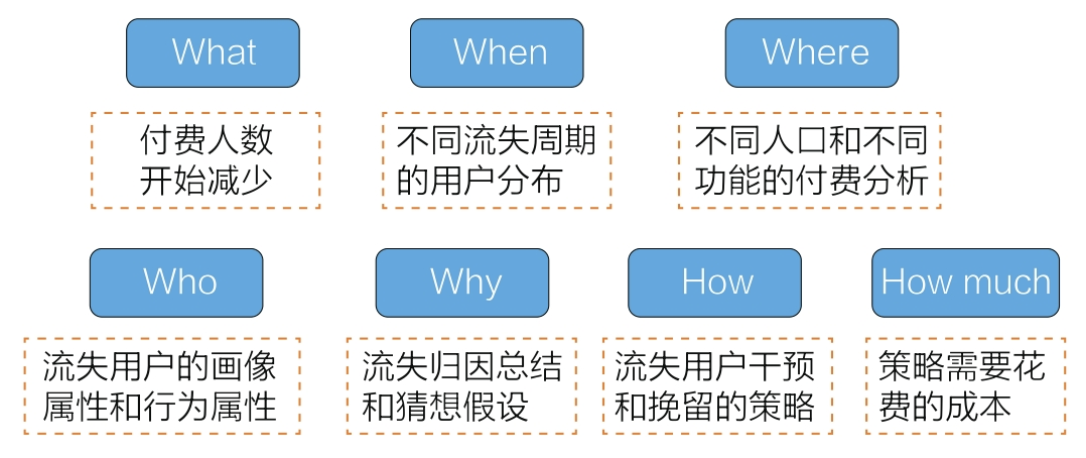 What
When
Where
付费人数
开始减少
不同流失周期
的用户分布
不同人口和不同
功能的付费分析
Who
Why
How
How much
流失用户的画像
属性和行为属性
流失归因总结
和猜想假设
流失用户干预
和挽留的策略
策略需要花
费的成本